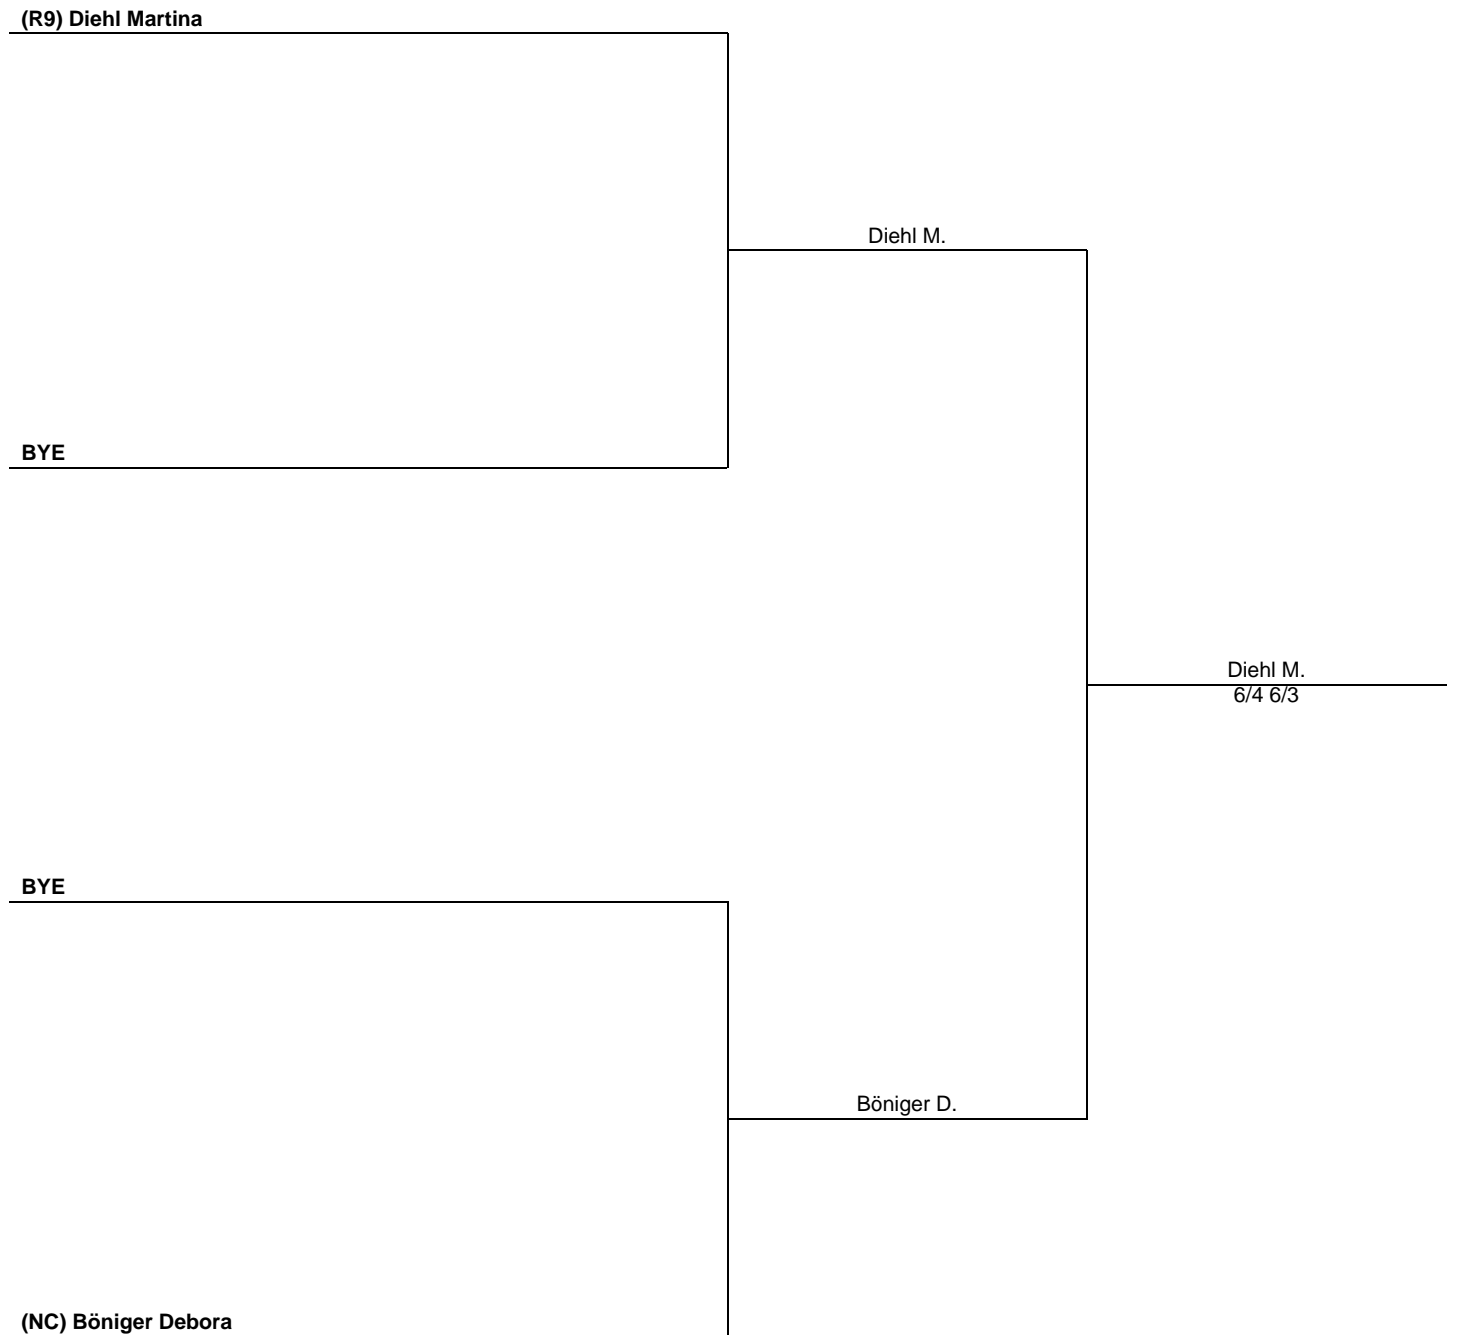 (R9) Diehl Martina
Diehl M.
BYE
Diehl M.
6/4 6/3
BYE
Böniger D.
(NC) Böniger Debora